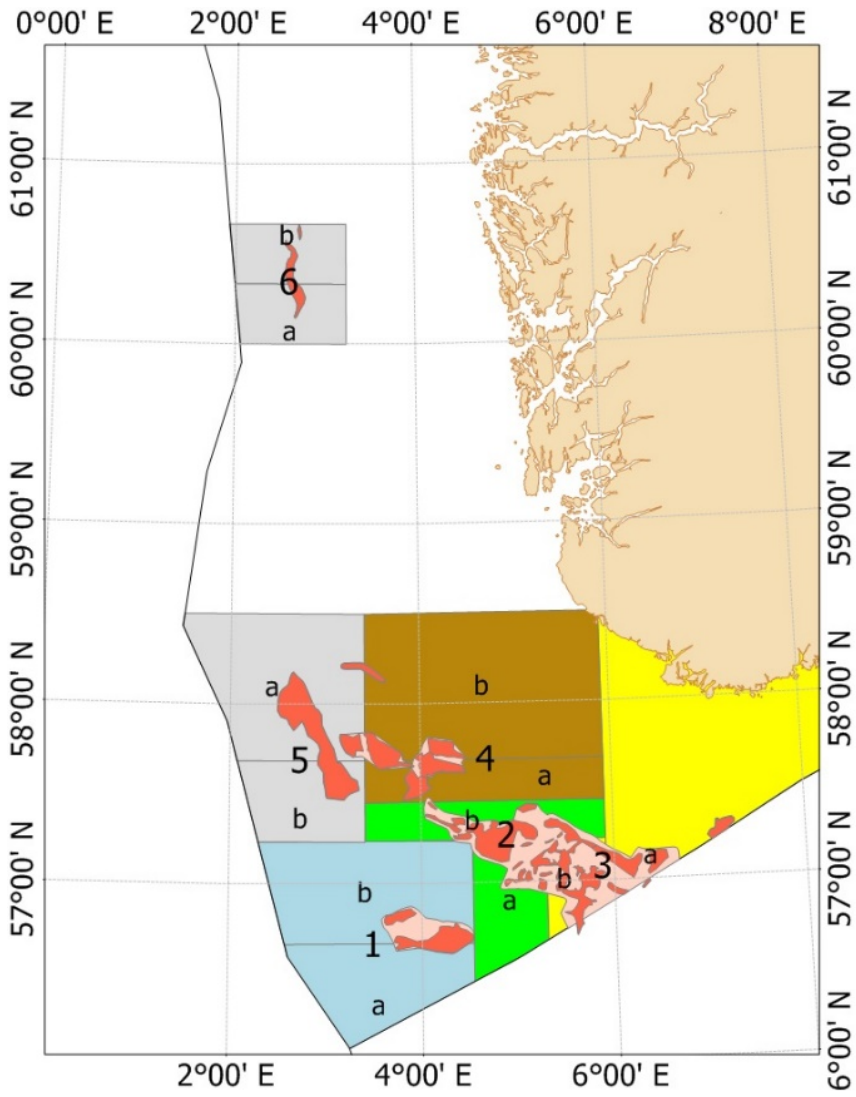 0°00' E 2°00' E 4°00' E 6°00' E 8°00' E
61°00' N 61°00' N
b
6
a
60°00' N 60°00' N
59°00' N 59°00' N
58°00' N 58°00' N
a b
5 4
a
b b 2
3 a
b
57°00' N 57°00' N
b a
1
a
6°00' N
2°00' E 4°00' E 6°00' E